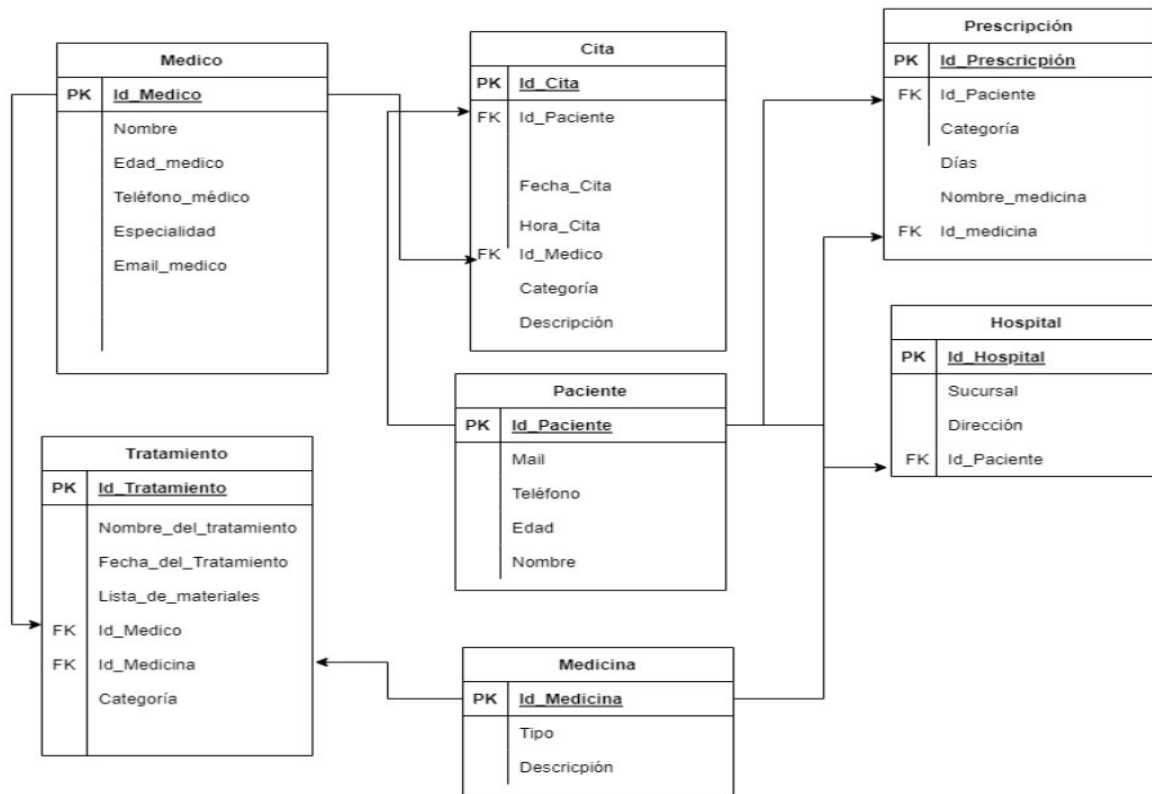 Medico
PK Id_Medico
Nombre
Edad_medico
Teléfono_médico
Especialidad
Email_medico
Cita
PK Id_Cita
FK Id_Paciente
Fecha_Cita
Hora_Cita
FK Id_Medico
Categoría
Descripción
Prescripción
PK Id_Prescricpión
FK Id_Paciente
Categoría
Días
Nombre_medicina
FK Id_medicina
Hospital
PK Id_Hospital
Sucursal
Dirección
FK Id_Paciente
Paciente
PK Id_Paciente
Mail
Teléfono
Edad
Nombre
Tratamiento
PK Id_Tratamiento
Nombre_del_tratamiento
Fecha_del_Tratamiento
Lista_de_materiales
FK Id_Medico
FK Id_Medicina
Categoría
Medicina
PK Id_Medicina
Tipo
Descricpión